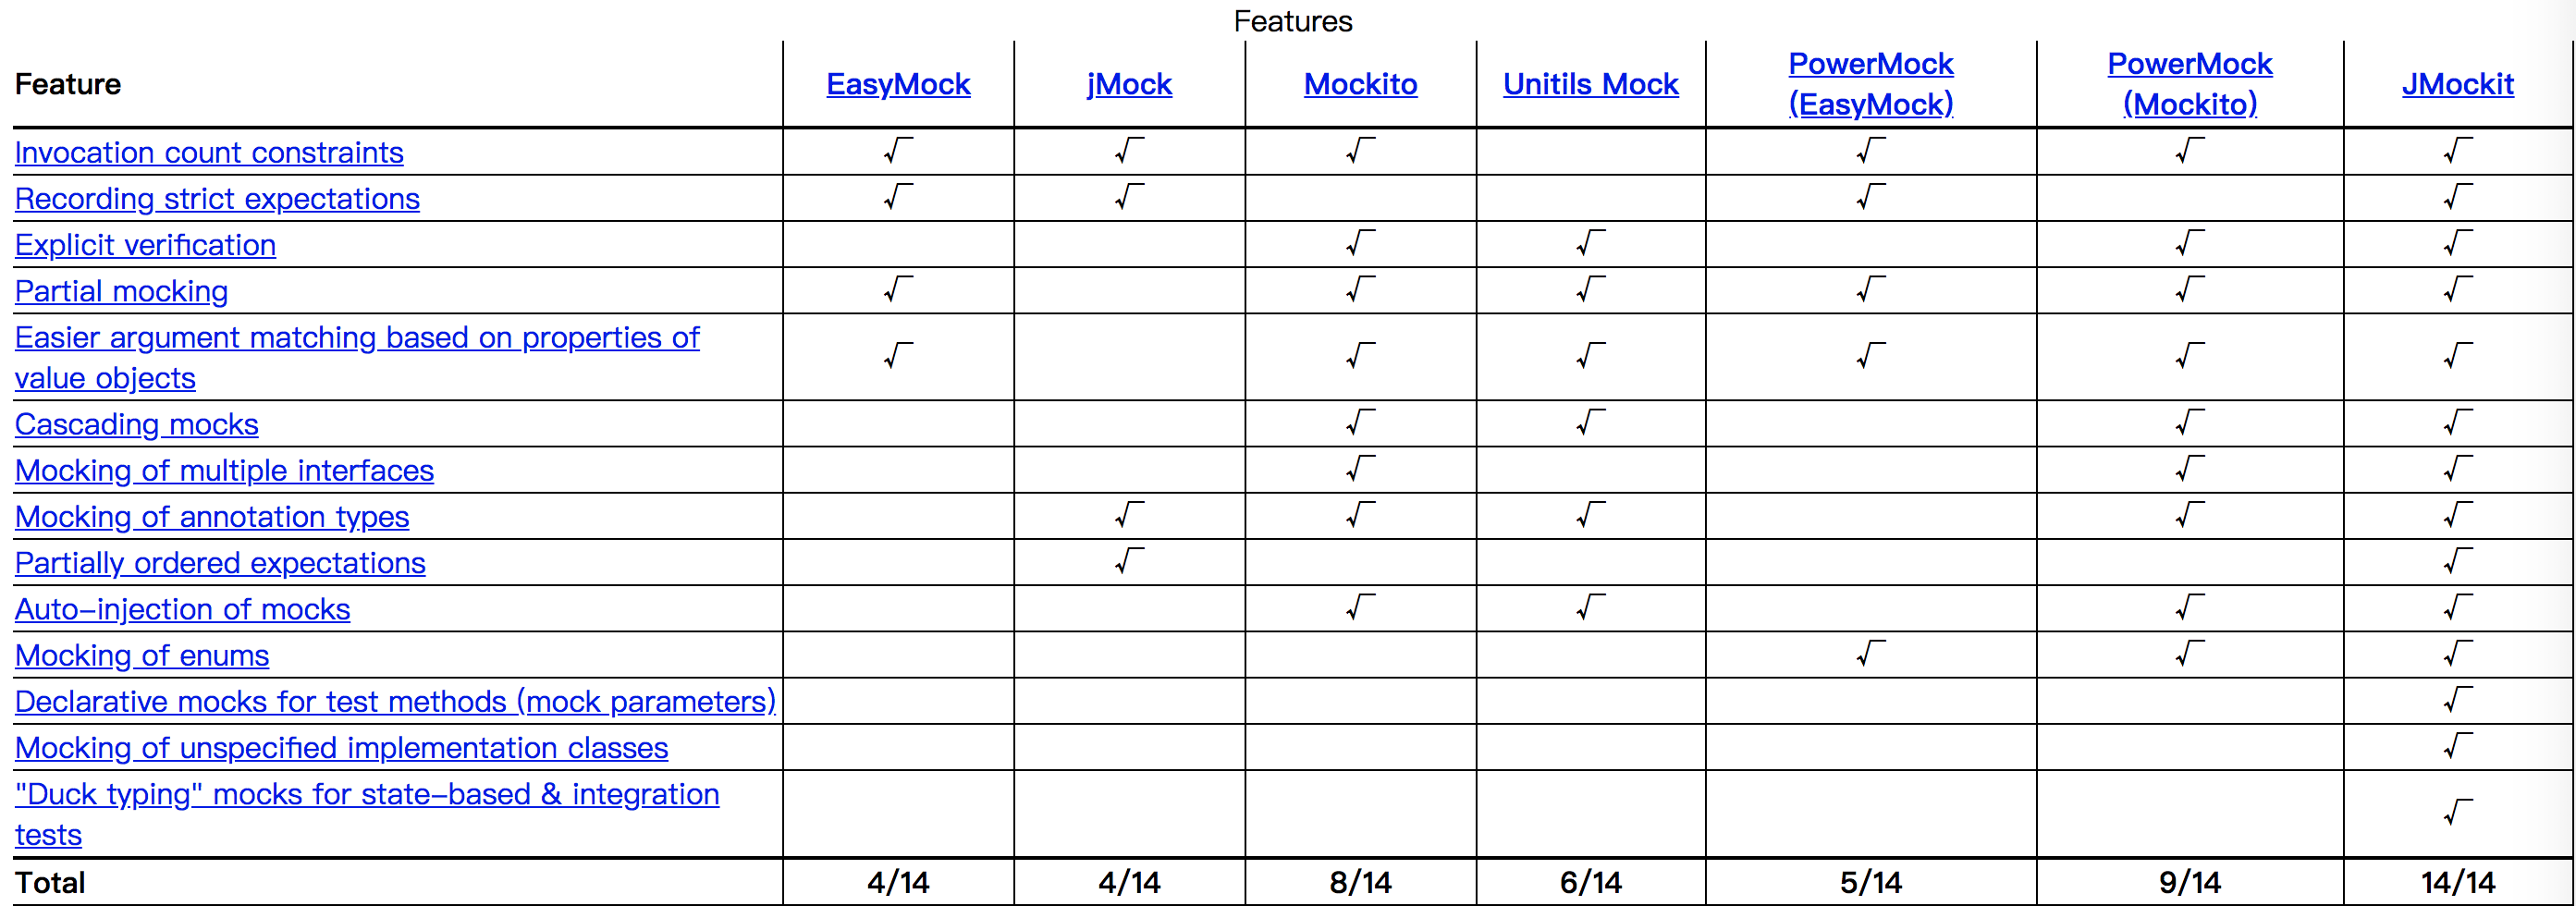 Features
Feature EasyMock jMock Mockito Unitils Mock PowerMock (EasyMock) PowerMock (Mockito) JMockit
Invocation count constraints √ √ √ √ √ √
Recording strict expectations √ √ √ √
Explicit verification √ √ √ √
Partial mocking √ √ √ √ √ √
Easier argument matching based on properties of
value objects √ √ √ √ √ √
Cascading mocks √ √ √ √
Mocking of multiple interfaces √ √ √
Mocking of annotation types √ √ √ √ √
Partially ordered expectations √ √
Auto-injection of mocks √ √ √ √
Mocking of enums √ √ √
Declarative mocks for test methods (mock parameters) √
Mocking of unspecified implementation classes √
"Duck typing" mocks for state-based & integration
tests √
Total 4/14 4/14 8/14 6/14 5/14 9/14 14/14